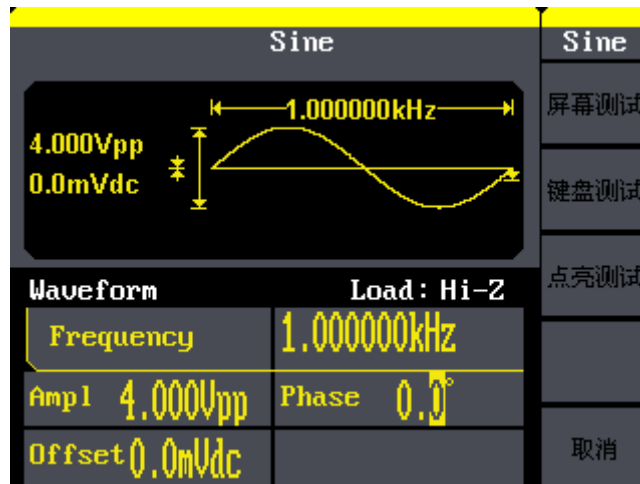 Sine
Sine
1.000000kHz
4.000Vpp
0.0mVdc
屏幕测试
键盘测试
点亮测试
取消
Waveform
Load: Hi-Z
Frequency
1.000000kHz
Ampl 4.000Vpp
Phase 0.0°
Offset 0.0mVdc